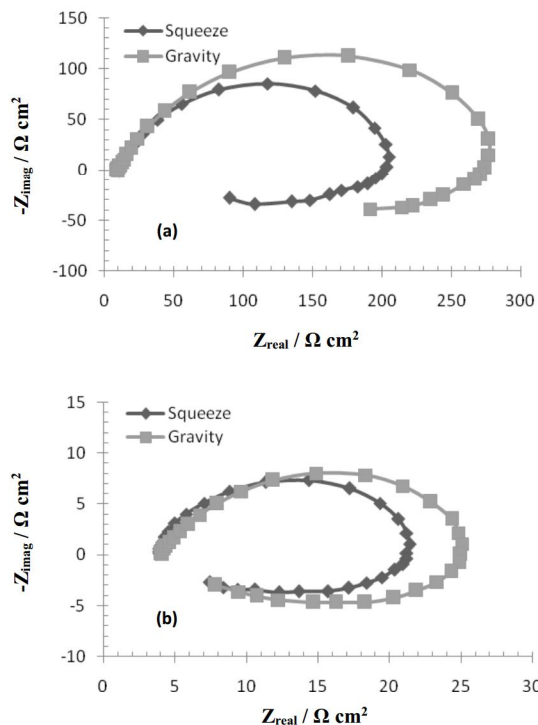 150
Squeeze
Gravity
100
50
0
-50
-100
-Zimag / Ω cm2
(a)
0 50 100 150 200 250 300
Zreal / Ω cm2
15
Squeeze
Gravity
10
5
0
-5
-10
-Zimag / Ω cm2
(b)
0 5 10 15 20 25 30
Zreal / Ω cm2